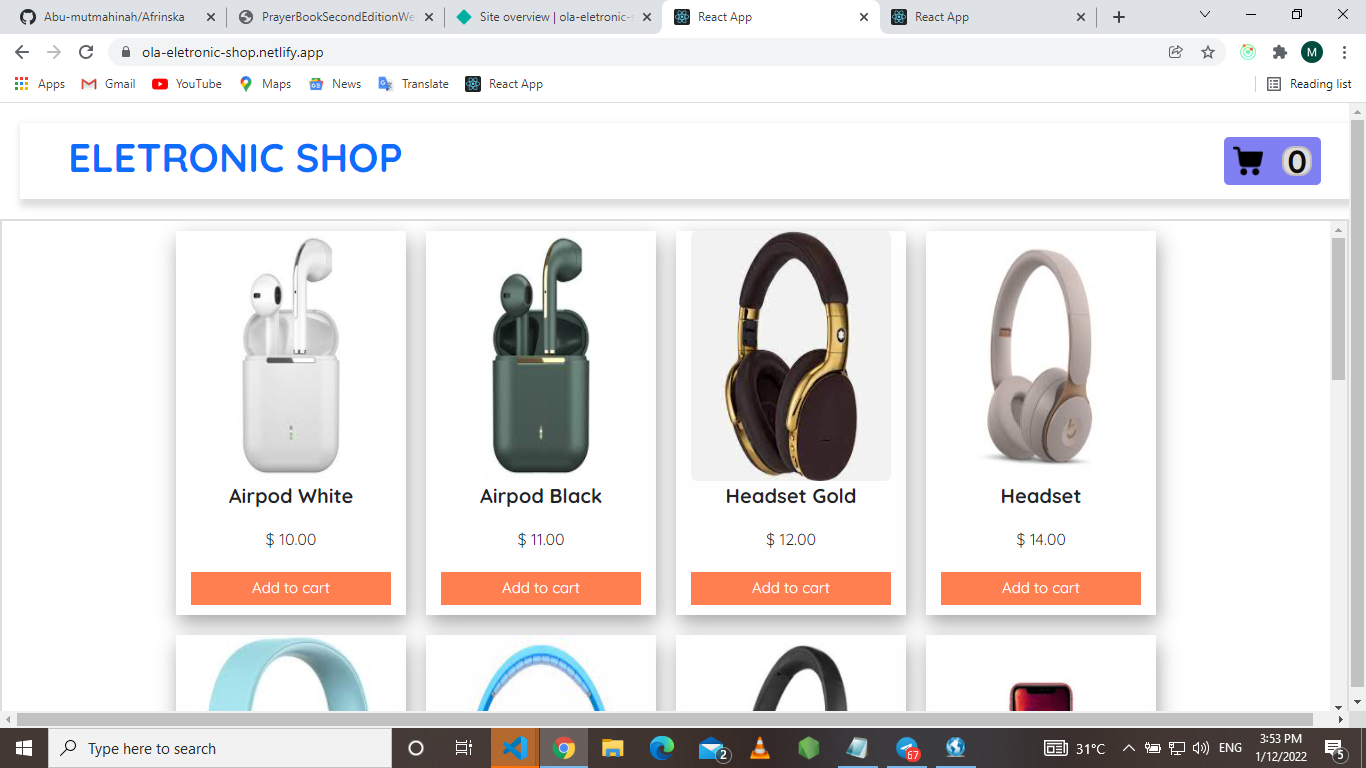 Abu-mutmahinah/Afrinska
PrayerBookSecondEditionWe
Site overview | ola-eletronic-s
React App
React App
ola-eletronic-shop.netlify.app
M
Apps
Gmail
YouTube
Maps
News
Translate
React App
Reading list
ELETRONIC SHOP
0
Airpod White
Airpod Black
Headset Gold
Headset
$ 10.00
$ 11.00
$ 12.00
$ 14.00
Add to cart
Add to cart
Add to cart
Add to cart
Type here to search
2
67
31°C
ENG
3:53 PM
1/12/2022
5